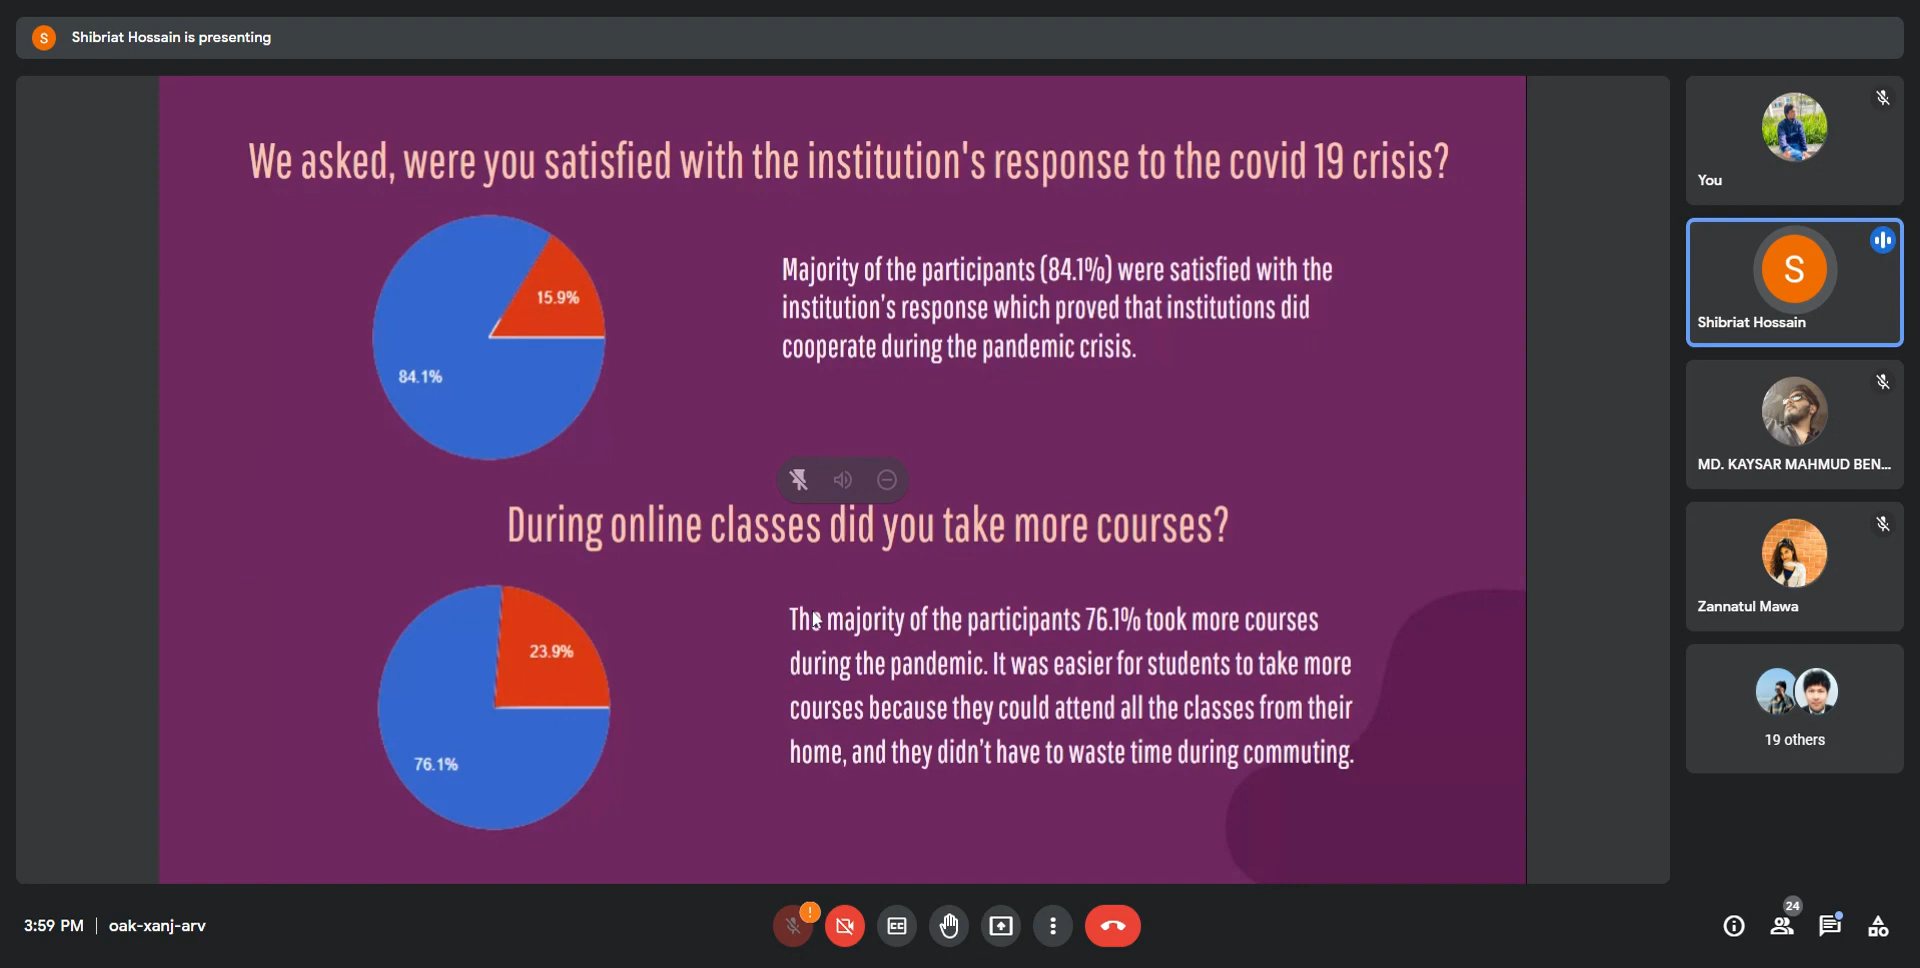 S Shibriat Hossain is presenting
We asked, were you satisfied with the institution's response to the covid 19 crisis?
15.9%
84.1%
Majority of the participants (84.1%) were satisfied with the
institution's response which proved that institutions did
cooperate during the pandemic crisis.
During online classes did you take more courses?
23.9%
76.1%
The majority of the participants 76.1% took more courses
during the pandemic. It was easier for students to take more
courses because they could attend all the classes from their
home, and they didn't have to waste time during commuting.
You
S
Shibriat Hossain
MD. KAYSAR MAHMUD BEN...
Zannatul Mawa
19 others
3:59 PM | oak-xanj-arv
!
CC
24